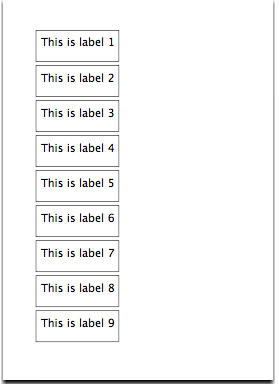 This is label 1
This is label 2
This is label 3
This is label 4
This is label 5
This is label 6
This is label 7
This is label 8
This is label 9